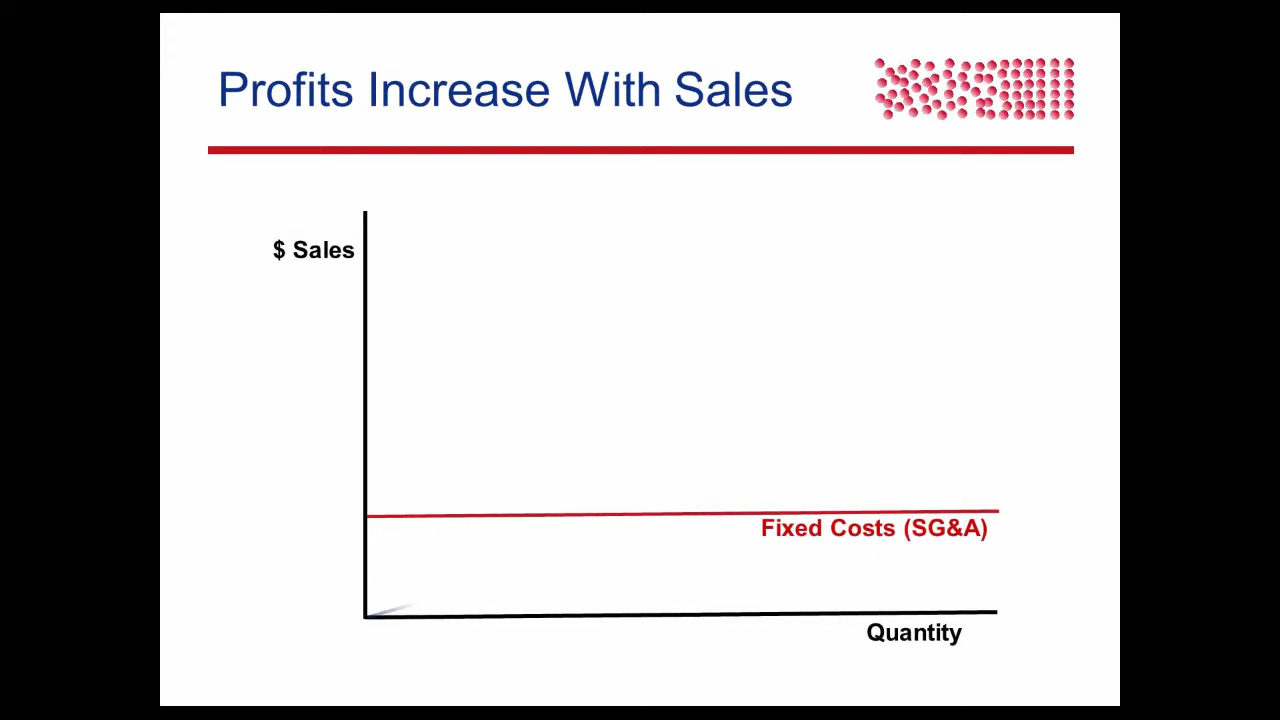 Profits Increase With Sales
$ Sales
Fixed Costs (SG&A)
Quantity